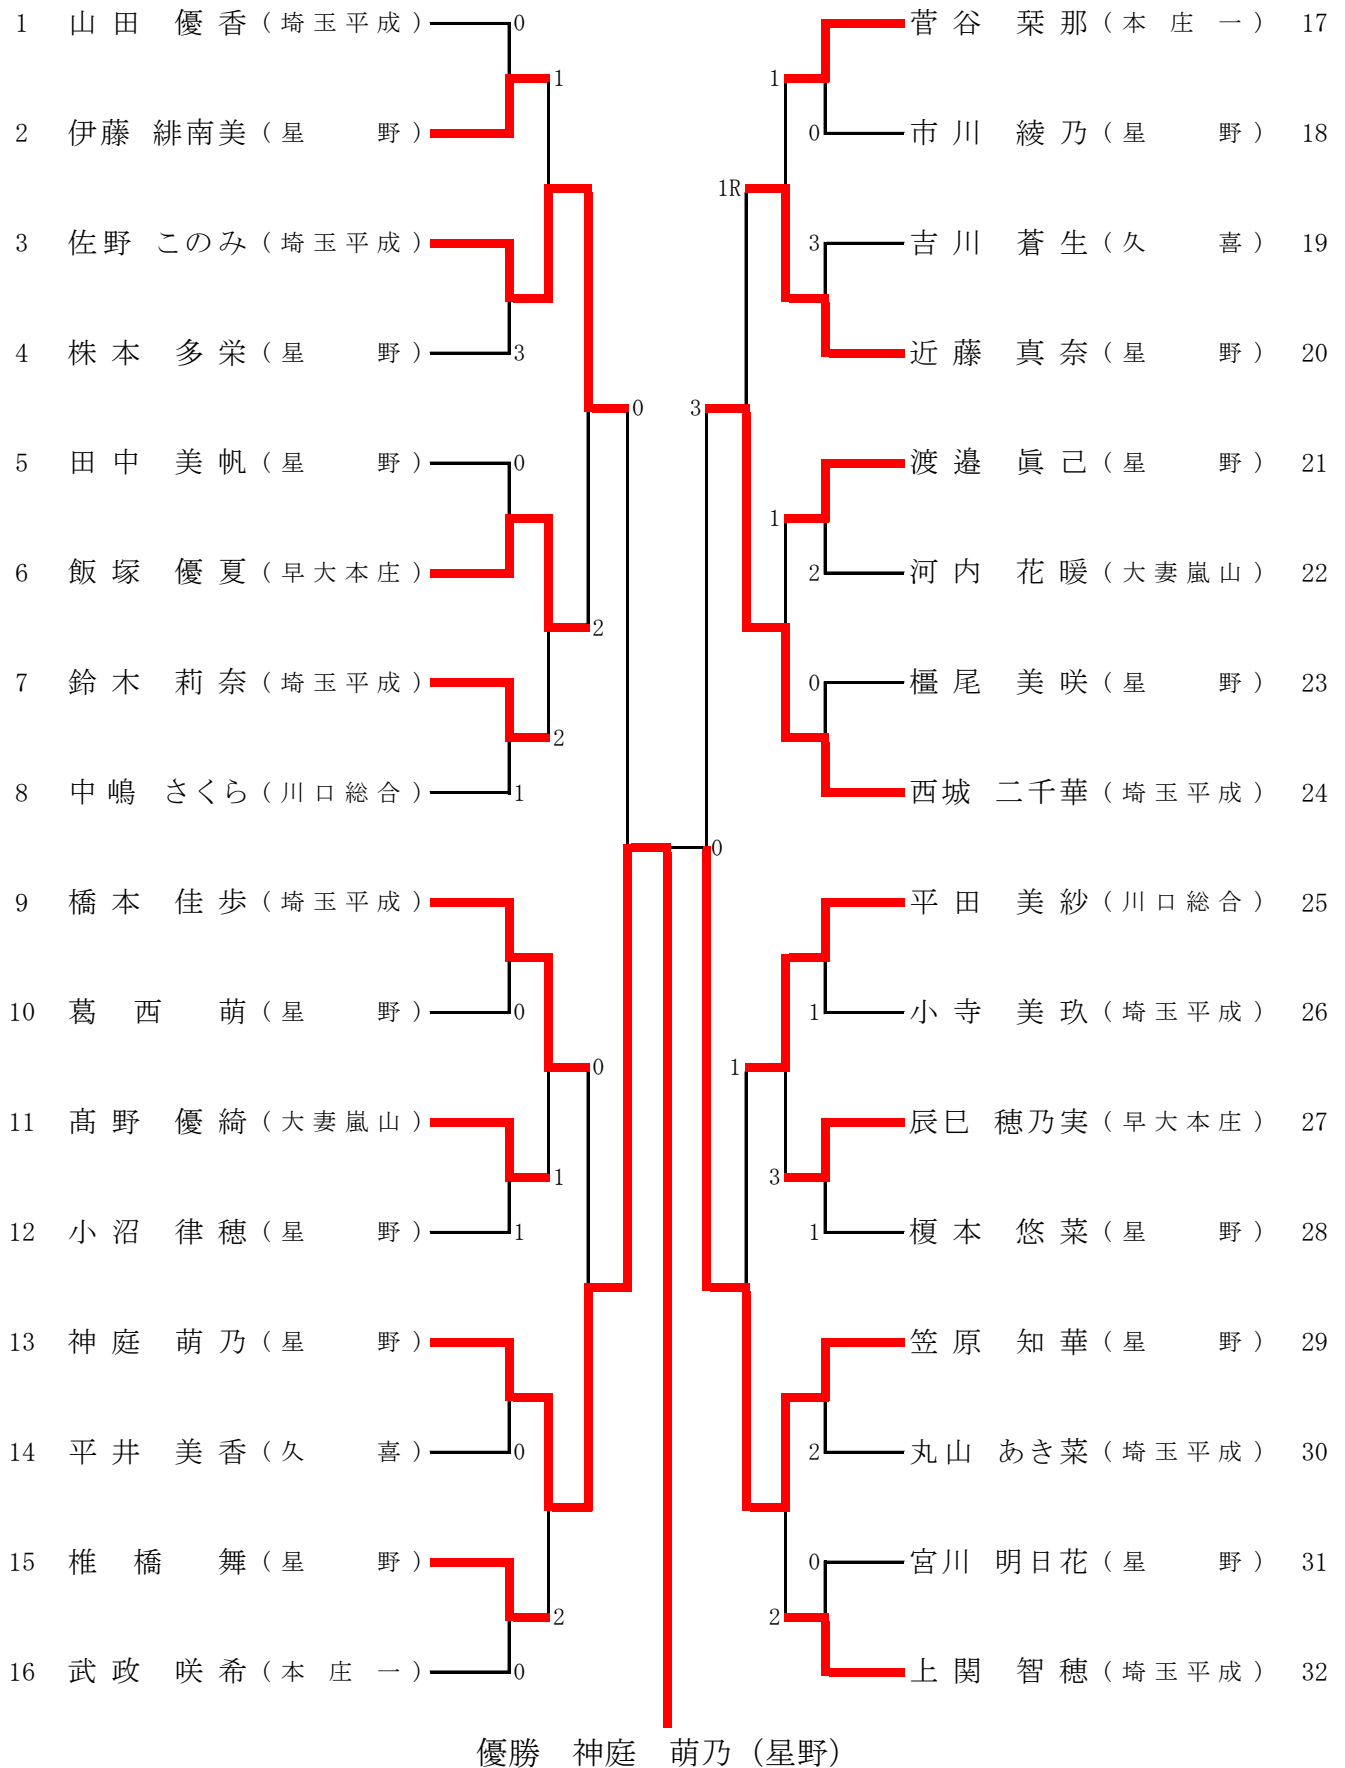 1 山田 優香（埼玉平成） 0 菅谷 栞那（本庄一） 17
1 1
2 伊藤 緋南美（星野） 0 市川 綾乃（星野） 18
1R
3 佐野 このみ（埼玉平成） 3 吉川 蒼生（久喜） 19
4 株本 多栄（星野） 3 近藤 真奈（星野） 20
0 3
5 田中 美帆（星野） 0 渡邉 眞己（星野） 21
1
6 飯塚 優夏（早大本庄） 2 河内 花暖（大妻嵐山） 22
2
7 鈴木 莉奈（埼玉平成） 0 橿尾 美咲（星野） 23
2
8 中嶋 さくら（川口総合） 1 西城 二千華（埼玉平成） 24
0
9 橋本 佳歩（埼玉平成） 平田 美紗（川口総合） 25
10 葛西 萌（星野） 0 1 小寺 美玖（埼玉平成） 26
0 1
11 髙野 優綺（大妻嵐山） 辰巳 穂乃実（早大本庄） 27
1 3
12 小沼 律穂（星野） 1 1 榎本 悠菜（星野） 28
13 神庭 萌乃（星野） 笠原 知華（星野） 29
14 平井 美香（久喜） 0 2 丸山 あき菜（埼玉平成） 30
15 椎橋 舞（星野） 0 宮川 明日花（星野） 31
2 2
16 武政 咲希（本庄一） 0 上関 智穂（埼玉平成） 32
優勝 神庭 萌乃（星野）